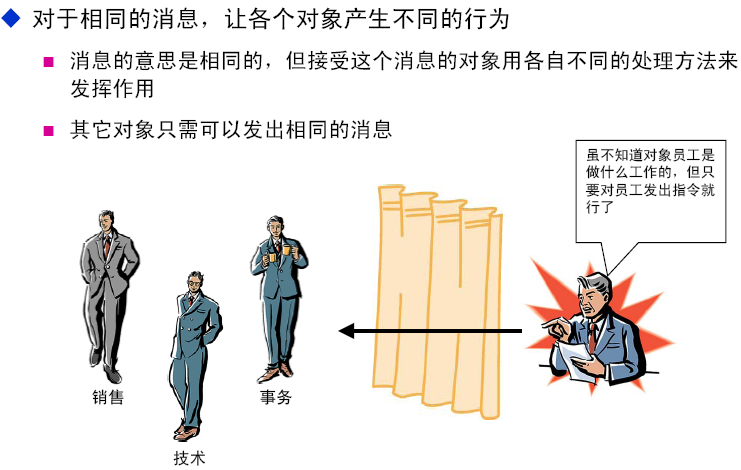 对于相同的消息，让各个对象产生不同的行为
消息的意思是相同的，但接受这个消息的对象用各自不同的处理方法来
发挥作用
其它对象只需可以发出相同的消息
虽不知道对象员工是
做什么工作的，但只
要对员工发出指令就
行了
销售
事务
技术